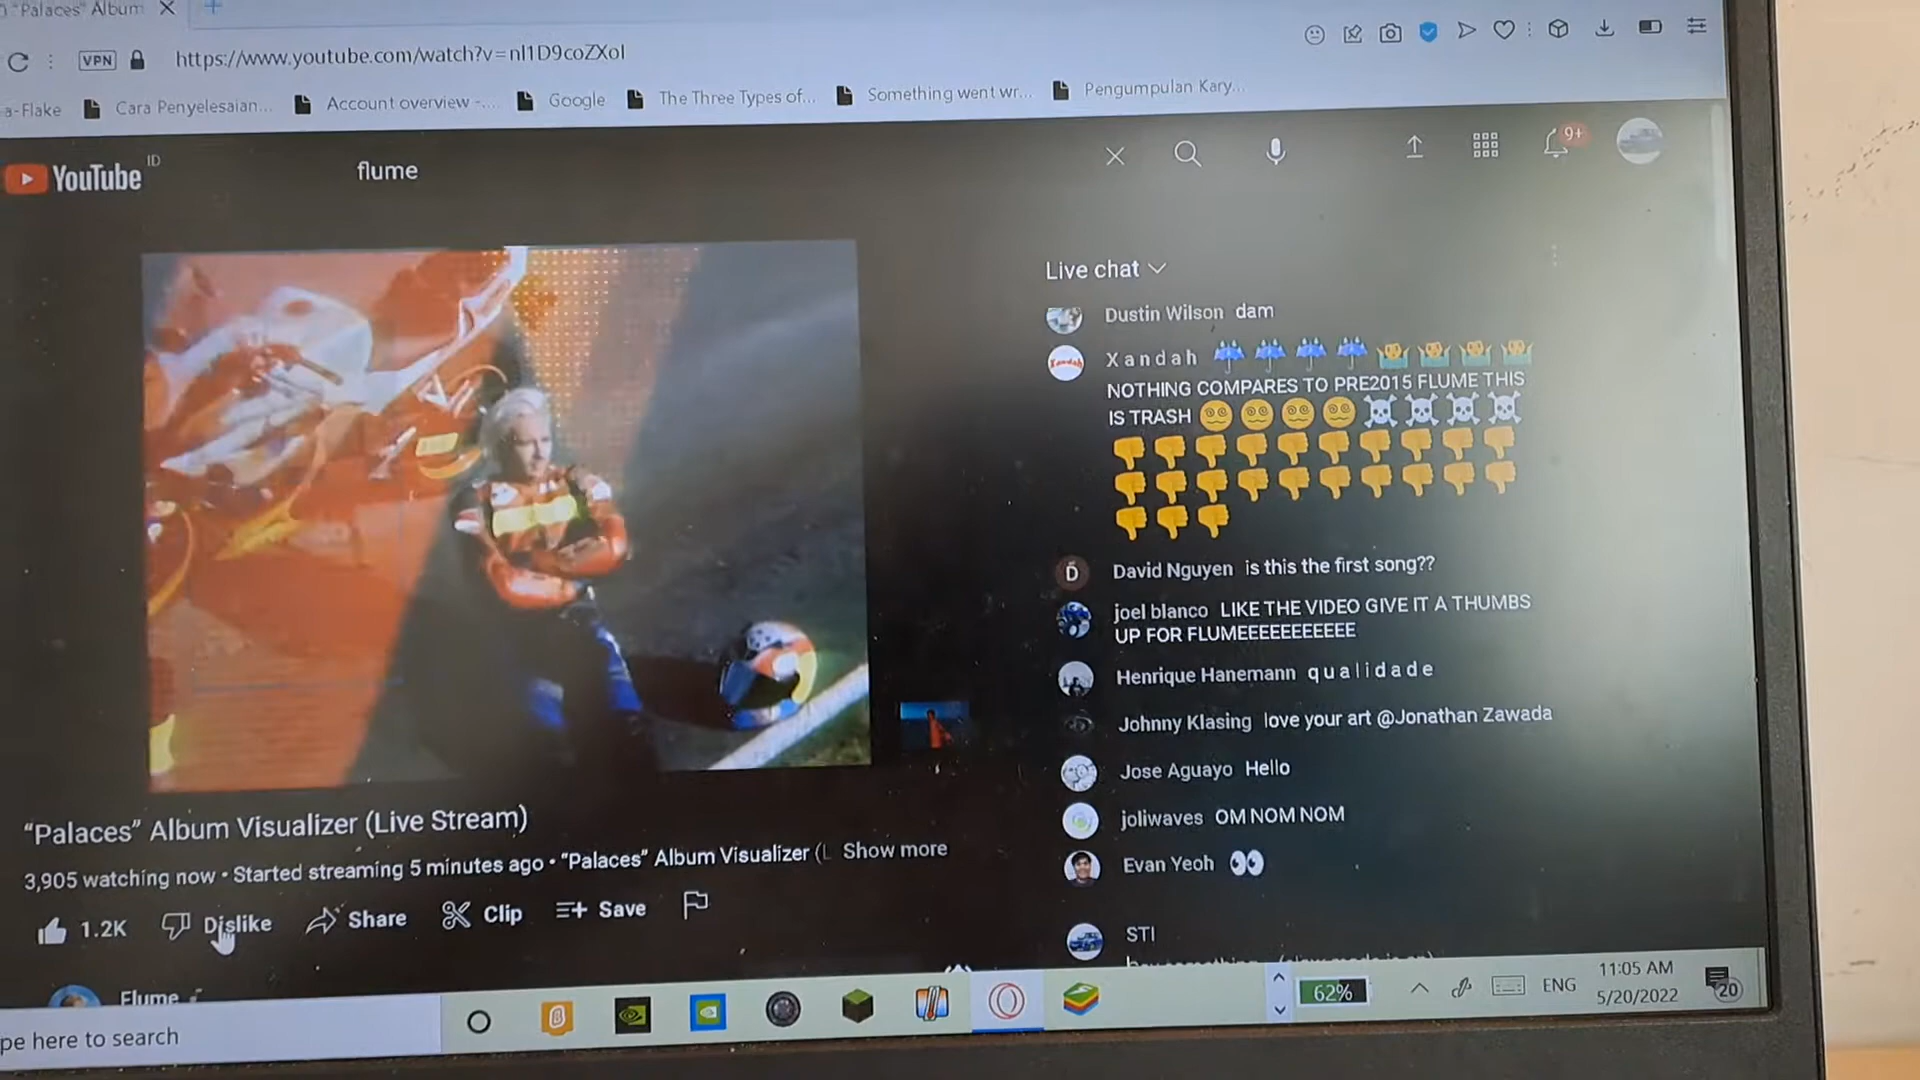 "Palaces" Album
VPN https://www.youtube.com/watch?v=nl1D9coZXoI
a-Flake Cara Penyelesaian... Account overview -.... Google The Three Types of... Something went wr... Pengumpulan Kary...
YouTube ID flume 9+
Live chat
Dustin Wilson dam
Xandah ☂☂☂☂🤷🤷🤷🤷
NOTHING COMPARES TO PRE2015 FLUME THIS
IS TRASH 😵‍💫😵‍💫😵‍💫😵‍💫☠☠☠☠
👎👎👎👎👎👎👎👎👎👎
👎👎👎👎👎👎👎👎👎👎
👎👎👎
David Nguyen is this the first song??
joel blanco LIKE THE VIDEO GIVE IT A THUMBS
UP FOR FLUMEEEEEEEEEEE
Henrique Hanemann q u a l i d a d e
Johnny Klasing love your art @Jonathan Zawada
Jose Aguayo Hello
joliwaves OM NOM NOM
Evan Yeoh 👀
STI
"Palaces" Album Visualizer (Live Stream)
3,905 watching now • Started streaming 5 minutes ago • "Palaces" Album Visualizer (L Show more
1.2K Dislike Share Clip Save
Flume
pe here to search
62%
ENG
11:05 AM
5/20/2022
20